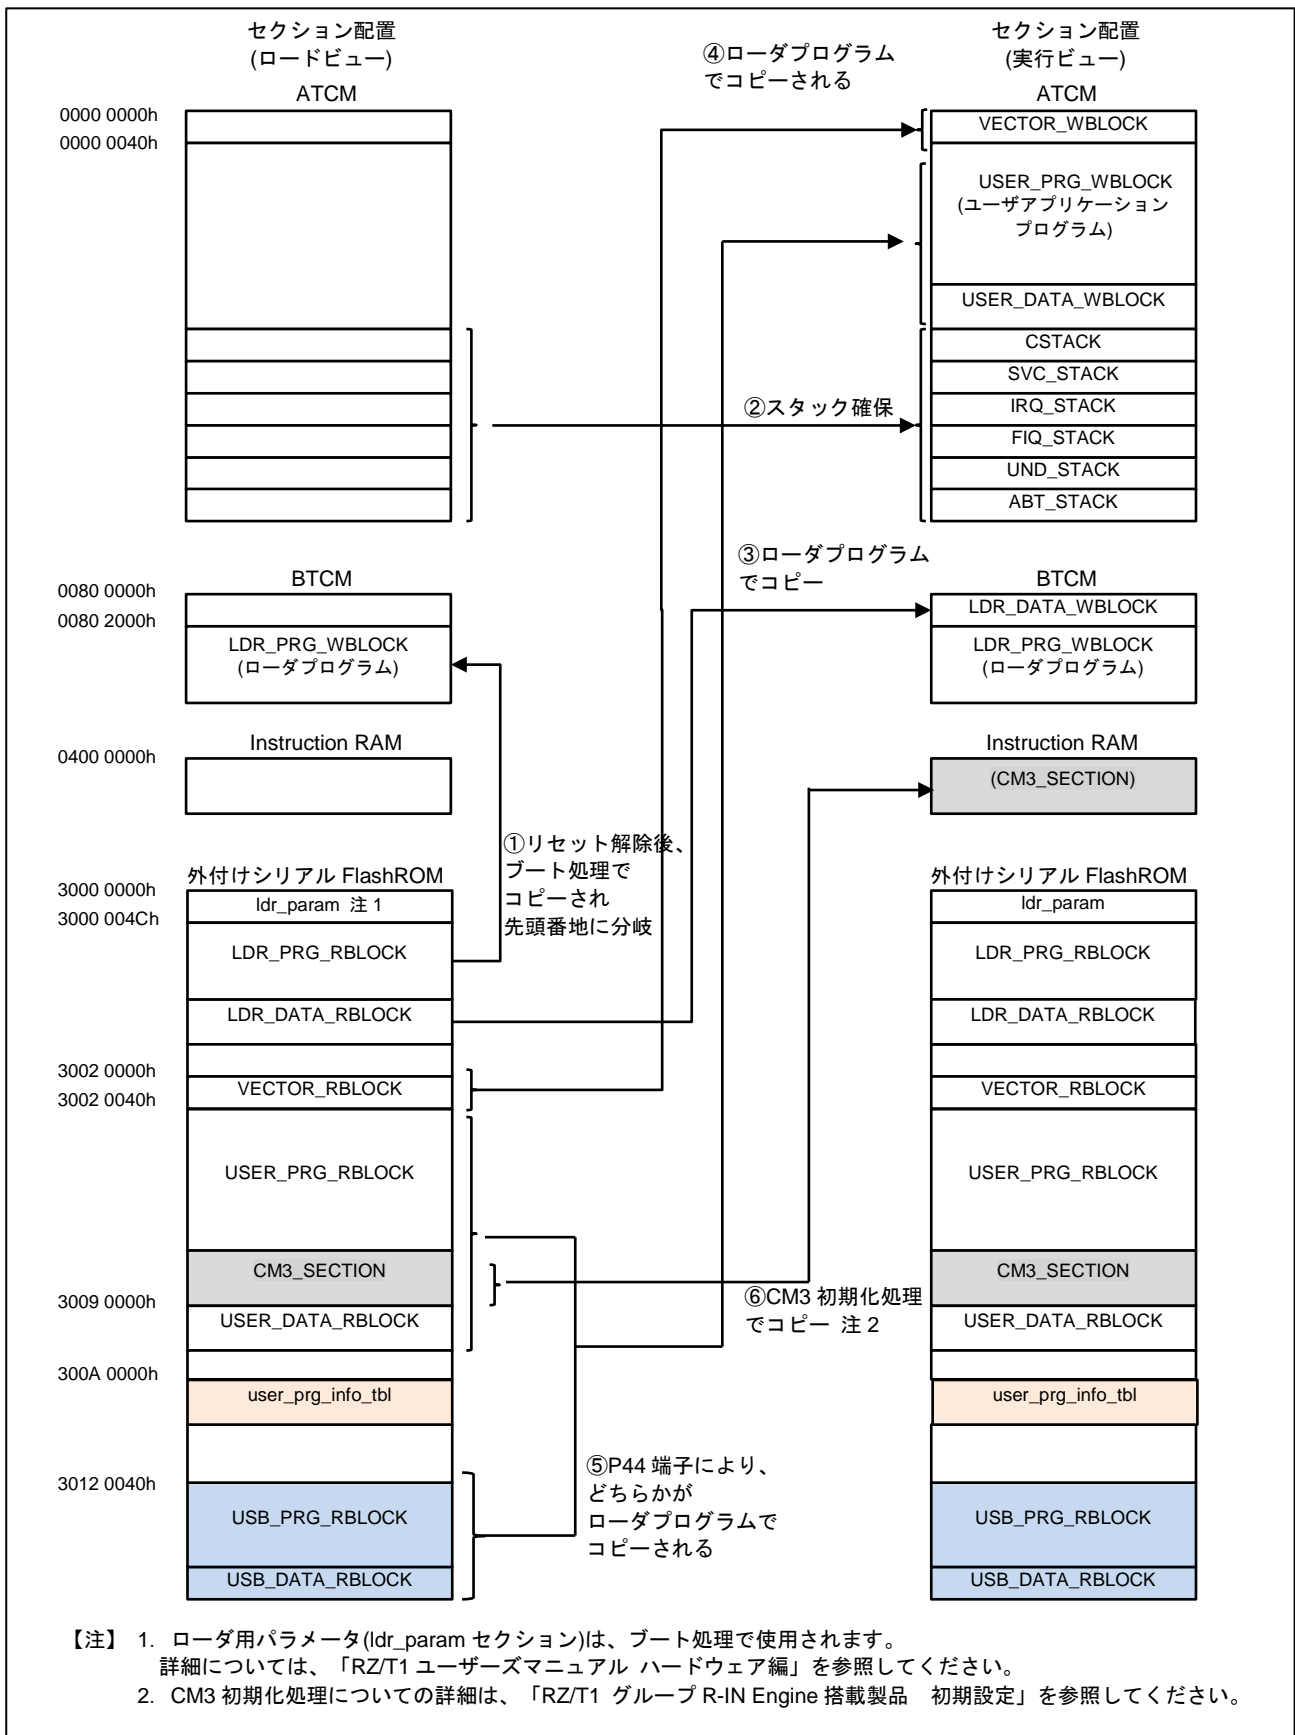 セクション配置
(ロードビュー)
ATCM
0000 0000h
0000 0040h
BTCM
0080 0000h
0080 2000h
LDR_PRG_WBLOCK
(ローダプログラム)
Instruction RAM
0400 0000h
外付けシリアル FlashROM
3000 0000h
ldr_param 注 1
3000 004Ch
LDR_PRG_RBLOCK
LDR_DATA_RBLOCK
3002 0000h
VECTOR_RBLOCK
3002 0040h
USER_PRG_RBLOCK
CM3_SECTION
3009 0000h
USER_DATA_RBLOCK
300A 0000h
user_prg_info_tbl
3012 0040h
USB_PRG_RBLOCK
USB_DATA_RBLOCK
④ローダプログラム
でコピーされる
②スタック確保
③ローダプログラム
でコピー
①リセット解除後、
ブート処理で
コピーされ
先頭番地に分岐
⑥CM3 初期化処理
でコピー 注 2
⑤P44 端子により、
どちらかが
ローダプログラムで
コピーされる
セクション配置
(実行ビュー)
ATCM
VECTOR_WBLOCK
USER_PRG_WBLOCK
(ユーザアプリケーション
プログラム)
USER_DATA_WBLOCK
CSTACK
SVC_STACK
IRQ_STACK
FIQ_STACK
UND_STACK
ABT_STACK
BTCM
LDR_DATA_WBLOCK
LDR_PRG_WBLOCK
(ローダプログラム)
Instruction RAM
(CM3_SECTION)
外付けシリアル FlashROM
ldr_param
LDR_PRG_RBLOCK
LDR_DATA_RBLOCK
VECTOR_RBLOCK
USER_PRG_RBLOCK
CM3_SECTION
USER_DATA_RBLOCK
user_prg_info_tbl
USB_PRG_RBLOCK
USB_DATA_RBLOCK
【注】 1. ローダ用パラメータ(ldr_param セクション)は、ブート処理で使用されます。
詳細については、「RZ/T1 ユーザーズマニュアル ハードウェア編」を参照してください。
2. CM3 初期化処理についての詳細は、「RZ/T1 グループ R-IN Engine 搭載製品 初期設定」を参照してください。